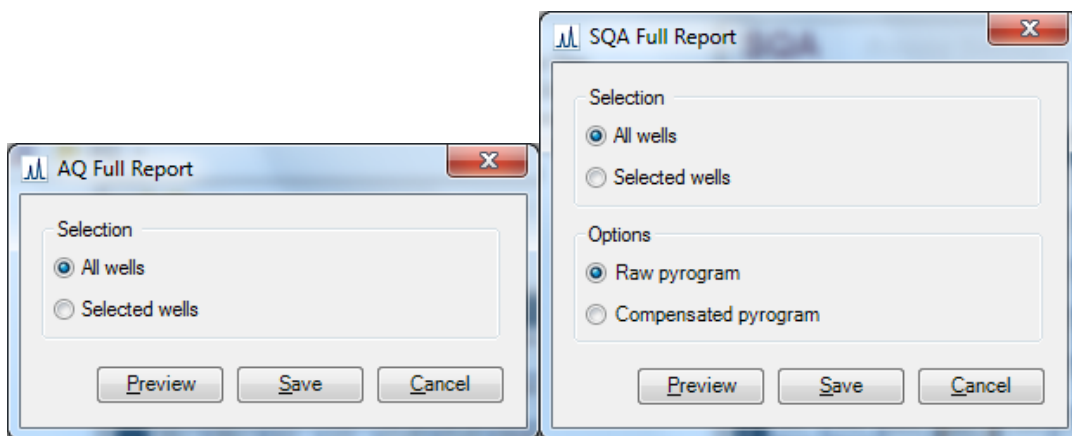 AQ Full Report
Selection
All wells
Selected wells
Preview Save Cancel
SQA Full Report
Selection
All wells
Selected wells
Options
Raw pyrogram
Compensated pyrogram
Preview Save Cancel